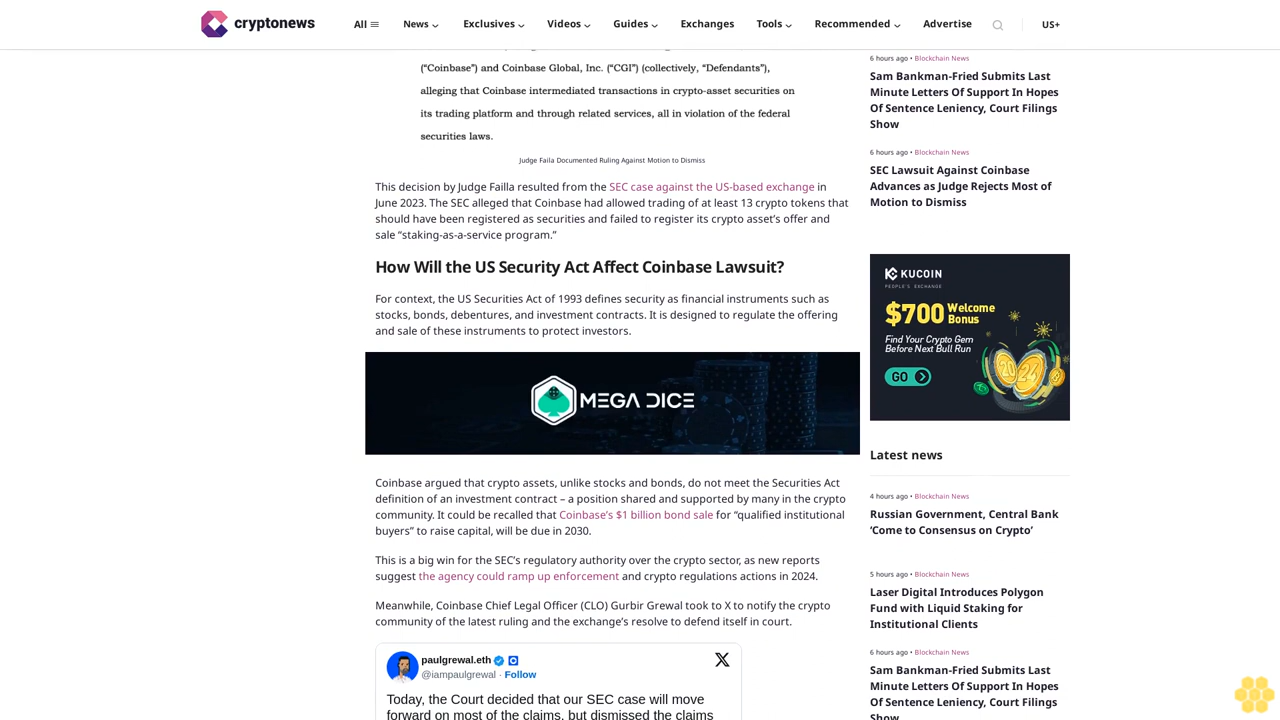 cryptonews
All
News
Exclusives
Videos
Guides
Exchanges
Tools
Recommended
Advertise
US+
(“Coinbase”) and Coinbase Global, Inc. (“CGI”) (collectively, “Defendants”),
alleging that Coinbase intermediated transactions in crypto-asset securities on
its trading platform and through related services, all in violation of the federal
securities laws.
Judge Faila Documented Ruling Against Motion to Dismiss
This decision by Judge Failla resulted from the SEC case against the US-based exchange in
June 2023. The SEC alleged that Coinbase had allowed trading of at least 13 crypto tokens that
should have been registered as securities and failed to register its crypto asset’s offer and
sale “staking-as-a-service program.”
How Will the US Security Act Affect Coinbase Lawsuit?
For context, the US Securities Act of 1993 defines security as financial instruments such as
stocks, bonds, debentures, and investment contracts. It is designed to regulate the offering
and sale of these instruments to protect investors.
MEGA DICE
Coinbase argued that crypto assets, unlike stocks and bonds, do not meet the Securities Act
definition of an investment contract – a position shared and supported by many in the crypto
community. It could be recalled that Coinbase’s $1 billion bond sale for “qualified institutional
buyers” to raise capital, will be due in 2030.
This is a big win for the SEC’s regulatory authority over the crypto sector, as new reports
suggest the agency could ramp up enforcement and crypto regulations actions in 2024.
Meanwhile, Coinbase Chief Legal Officer (CLO) Gurbir Grewal took to X to notify the crypto
community of the latest ruling and the exchange’s resolve to defend itself in court.
paulgrewal.eth
@iampaulgrewal · Follow
Today, the Court decided that our SEC case will move
forward on most of the claims, but dismissed the claims
6 hours ago • Blockchain News
Sam Bankman-Fried Submits Last
Minute Letters Of Support In Hopes
Of Sentence Leniency, Court Filings
Show
6 hours ago • Blockchain News
SEC Lawsuit Against Coinbase
Advances as Judge Rejects Most of
Motion to Dismiss
KUCOIN
PEOPLE'S EXCHANGE
$700 Welcome
Bonus
Find Your Crypto Gem
Before Next Bull Run
GO
2024
Latest news
4 hours ago • Blockchain News
Russian Government, Central Bank
‘Come to Consensus on Crypto’
5 hours ago • Blockchain News
Laser Digital Introduces Polygon
Fund with Liquid Staking for
Institutional Clients
6 hours ago • Blockchain News
Sam Bankman-Fried Submits Last
Minute Letters Of Support In Hopes
Of Sentence Leniency, Court Filings
Show